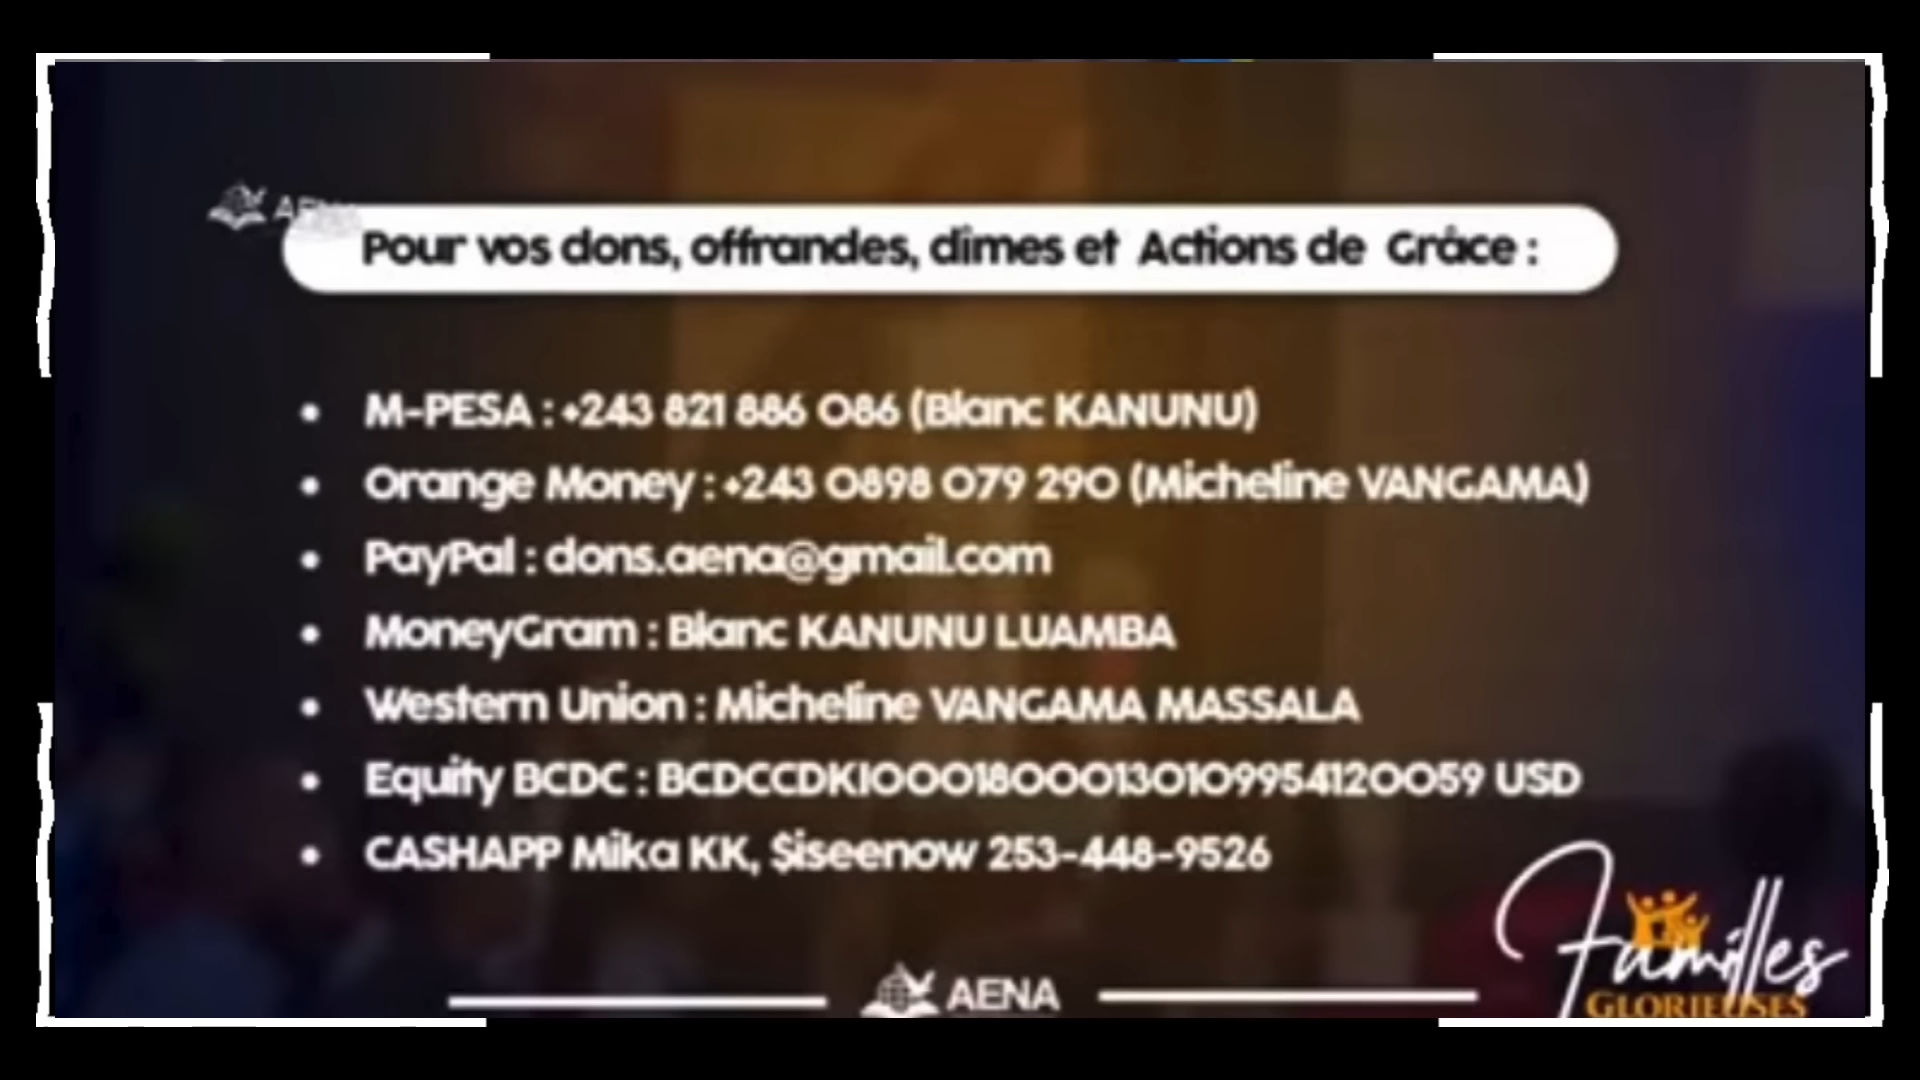 AENA
Pour vos dons, offrandes, dîmes et Actions de Grâce :
• M-PESA : +243 821 886 086 (Blanc KANUNU)
• Orange Money : +243 0898 079 290 (Micheline VANGAMA)
• PayPal : dons.aena@gmail.com
• MoneyGram : Blanc KANUNU LUAMBA
• Western Union : Micheline VANGAMA MASSALA
• Equity BCDC : BCDCCDKI00018000130109954120059 USD
• CASHAPP Mika KK, $iseenow 253-448-9526
AENA
Familles
GLORIEUSES